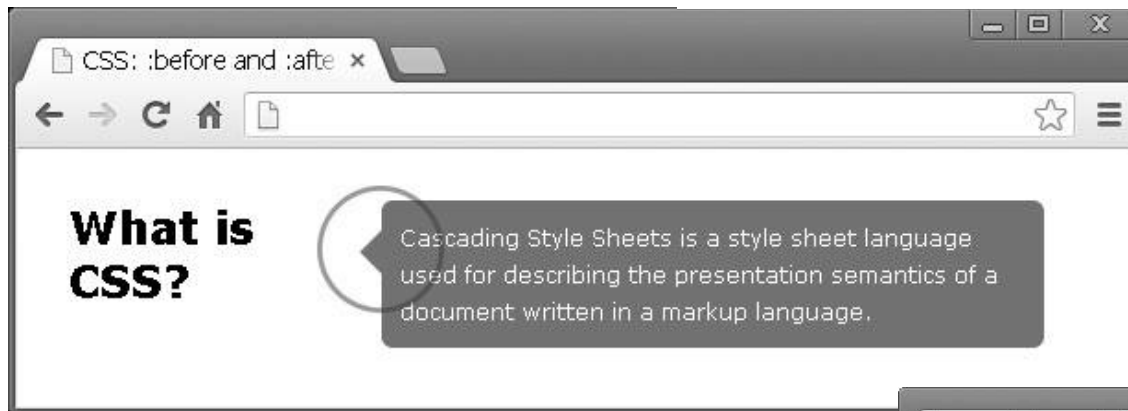 CSS: :before and :afte
What is
CSS?
Cascading Style Sheets is a style sheet language
used for describing the presentation semantics of a
document written in a markup language.